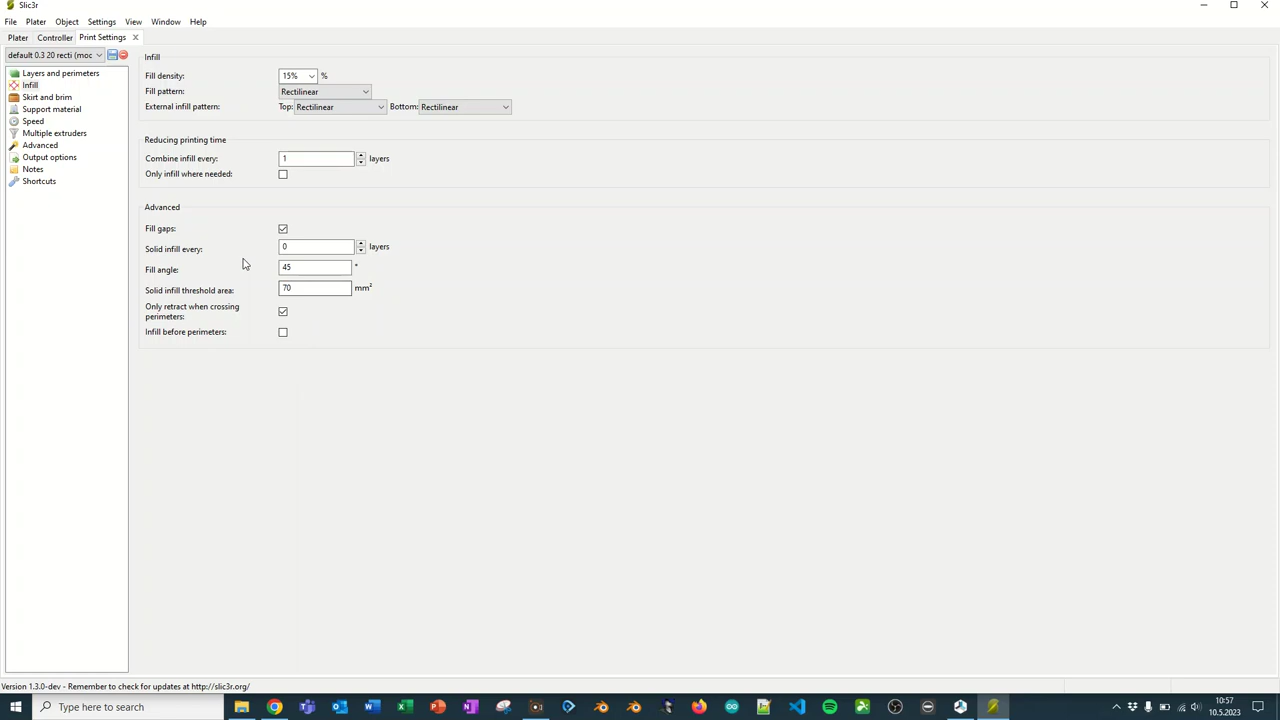 Slic3r
File Plater Object Settings View Window Help
Plater Controller Print Settings
default 0.3 20 recti (moc
Layers and perimeters
Infill
Skirt and brim
Support material
Speed
Multiple extruders
Advanced
Output options
Notes
Shortcuts
Infill
Fill density: 15% %
Fill pattern: Rectilinear
External infill pattern: Top: Rectilinear Bottom: Rectilinear
Reducing printing time
Combine infill every: 1 layers
Only infill where needed:
Advanced
Fill gaps:
Solid infill every: 0 layers
Fill angle: 45 °
Solid infill threshold area: 70 mm²
Only retract when crossing
perimeters:
Infill before perimeters:
Version 1.3.0-dev - Remember to check for updates at http://slic3r.org/
Type here to search
10:57
10.5.2023